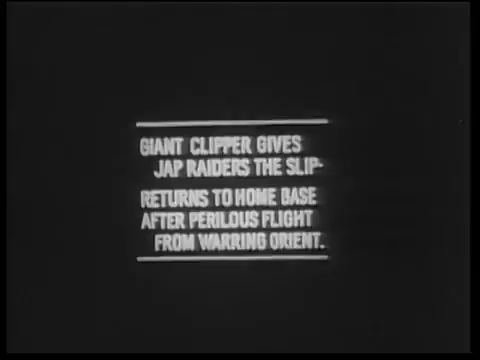 GIANT CLIPPER GIVES
JAP RAIDERS THE SLIP-
RETURNS TO HOME BASE
AFTER PERILOUS FLIGHT
FROM WARRING ORIENT.